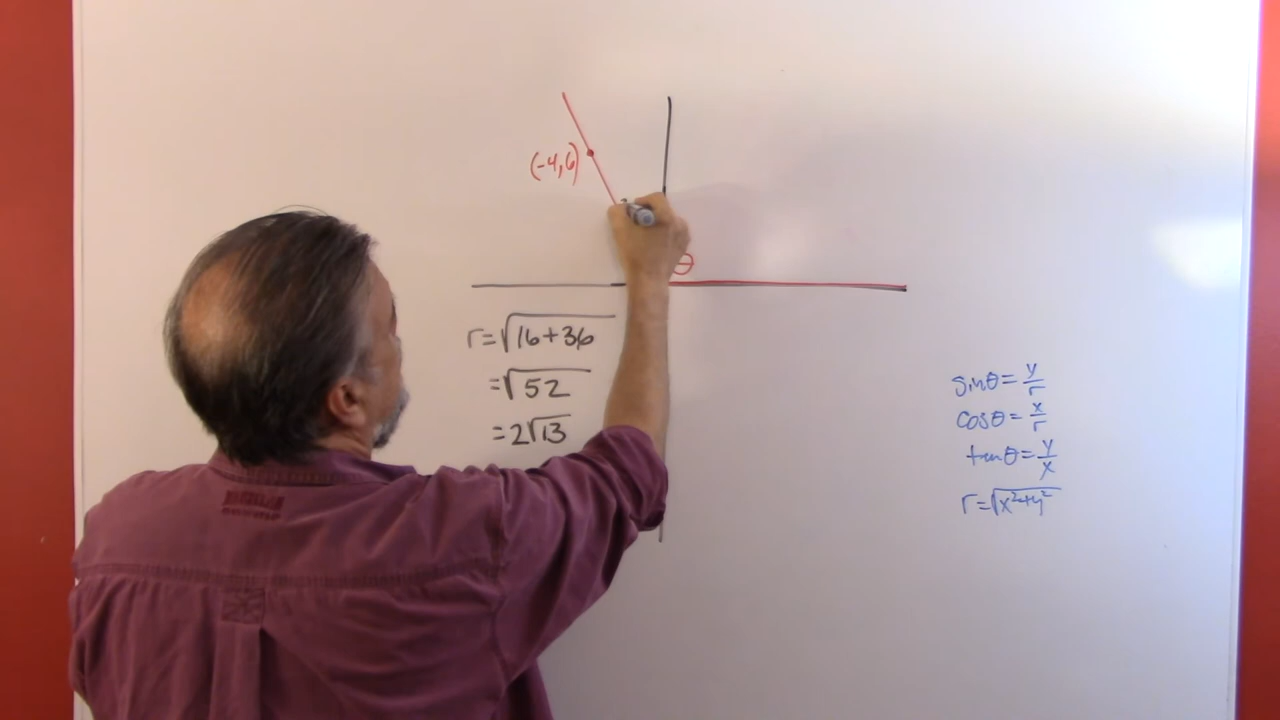 (-4,6)
θ
r=√16+36
=√52
=2√13
sinθ=y/r
cosθ=x/r
tanθ=y/x
r=√x²+y²